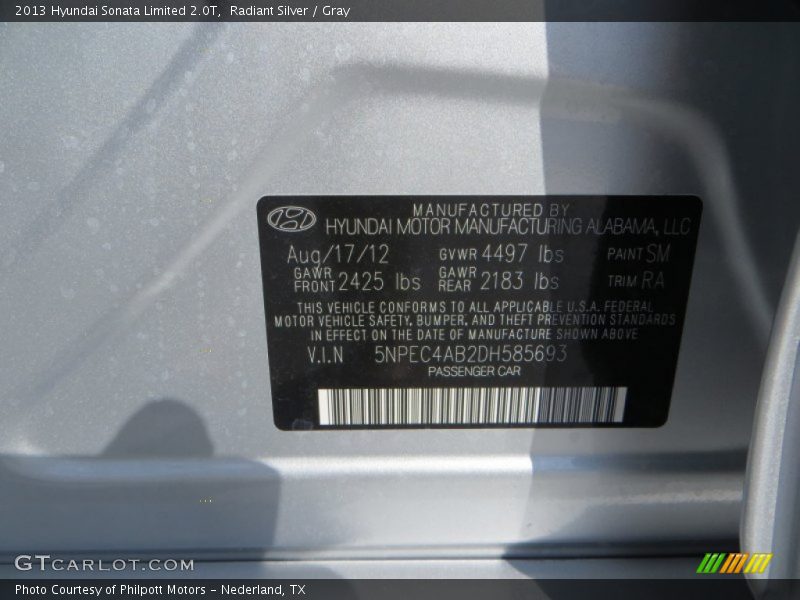 2013 Hyundai Sonata Limited 2.0T, Radiant Silver / Gray
MANUFACTURED BY
HYUNDAI MOTOR MANUFACTURING ALABAMA, LLC
Aug/17/12 GVWR 4497 lbs PAINT SM
GAWR FRONT 2425 lbs GAWR REAR 2183 lbs TRIM RA
THIS VEHICLE CONFORMS TO ALL APPLICABLE U.S.A. FEDERAL
MOTOR VEHICLE SAFETY, BUMPER, AND THEFT PREVENTION STANDARDS
IN EFFECT ON THE DATE OF MANUFACTURE SHOWN ABOVE
V.I.N 5NPEC4AB2DH585693
PASSENGER CAR
GTCARLOT.COM
Photo Courtesy of Philpott Motors - Nederland, TX